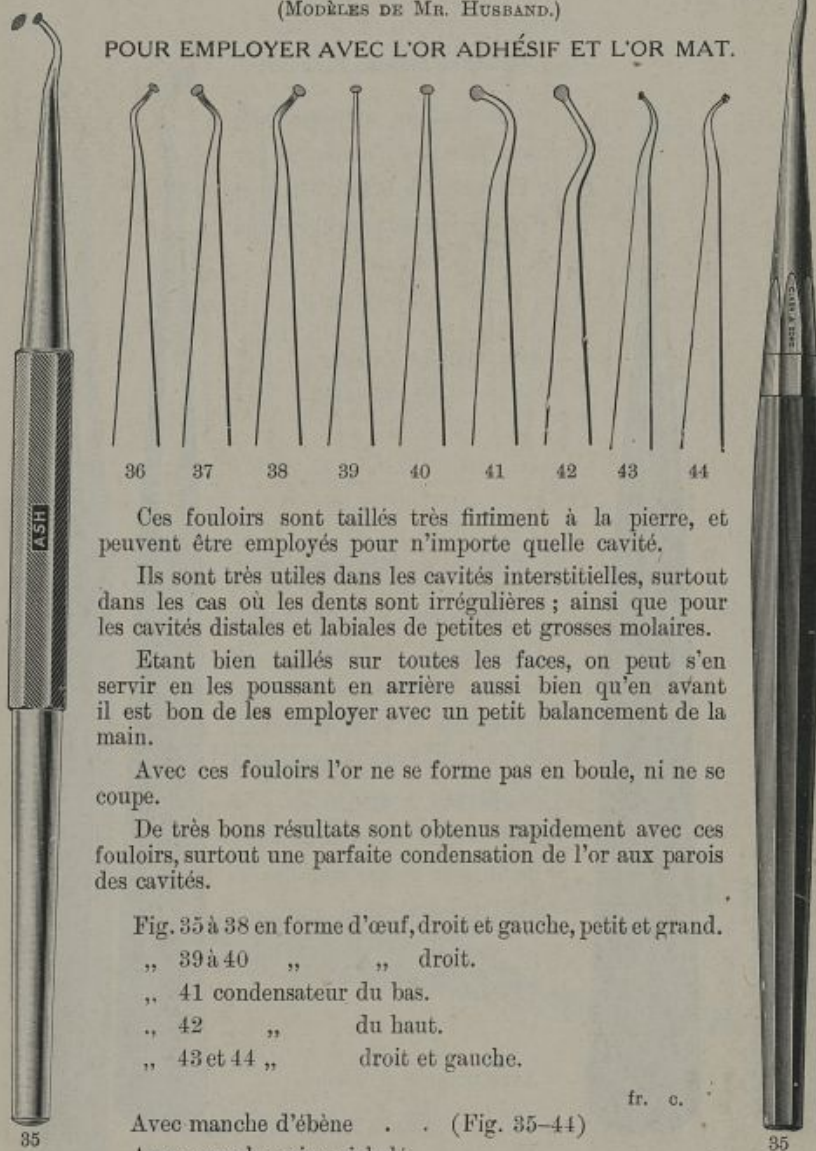 (MODÈLES DE MR. HUSBAND.)
POUR EMPLOYER AVEC L'OR ADHÉSIF ET L'OR MAT.
36 37 38 39 40 41 42 43 44
ASH
Ces fouloirs sont taillés très finiment à la pierre, et
peuvent être employés pour n'importe quelle cavité.
Ils sont très utiles dans les cavités interstitielles, surtout
dans les cas où les dents sont irrégulières ; ainsi que pour
les cavités distales et labiales de petites et grosses molaires.
Etant bien taillés sur toutes les faces, on peut s'en
servir en les poussant en arrière aussi bien qu'en avant
il est bon de les employer avec un petit balancement de la
main.
Avec ces fouloirs l'or ne se forme pas en boule, ni ne se
coupe.
De très bons résultats sont obtenus rapidement avec ces
fouloirs, surtout une parfaite condensation de l'or aux parois
des cavités.
Fig. 35 à 38 en forme d'œuf, droit et gauche, petit et grand.
„ 39 à 40 „ „ droit.
„ 41 condensateur du bas.
„ 42 „ du haut.
„ 43 et 44 „ droit et gauche.
fr. c.
Avec manche d'ébène . . (Fig. 35–44)
35
35